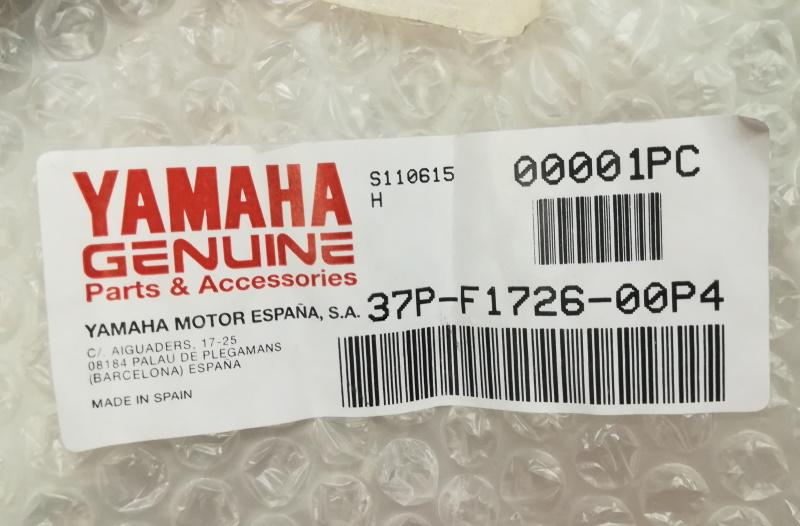 YAMAHA
GENUINE
Parts & Accessories
S110615
H
00001PC
YAMAHA MOTOR ESPAÑA, S.A.
37P-F1726-00P4
C/. AIGUADERS, 17-25
08184 PALAU DE PLEGAMANS
(BARCELONA) ESPAÑA
MADE IN SPAIN